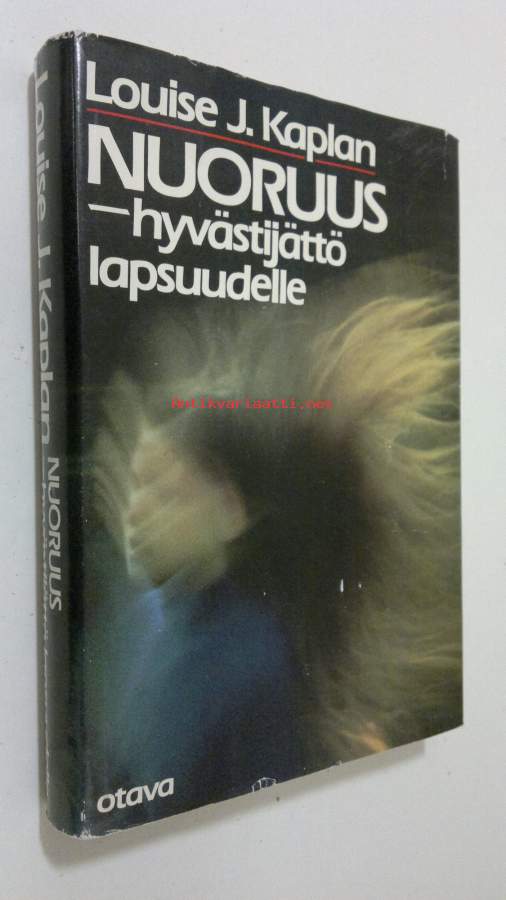 Louise J. Kaplan
NUORUUS
—hyvästijättö
lapsuudelle
Antikvariaatti.net
otava
Louise J. Kaplan
NUORUUS